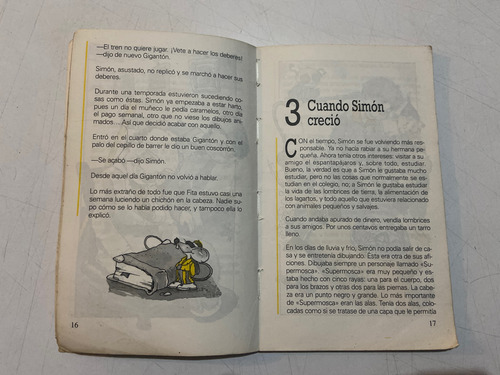 —El tren no quiere jugar. ¡Vete a hacer los deberes!
—dijo de nuevo Gigantón.
Simón, asustado, no replicó y se marchó a hacer sus
deberes.
Durante una temporada estuvieron sucediendo co-
sas como éstas. Simón ya empezaba a estar harto,
pues un día el muñeco le pedía caramelos, otro día
el pago semanal, otro que no viese los dibujos ani-
mados... Así que decidió acabar con aquello.
Entró en el cuarto donde estaba Gigantón y con el
palo del cepillo de barrer le dio un buen coscorrón.
—Se acabó —dijo Simón.
Desde aquel día Gigantón no volvió a hablar.
Lo más extraño de todo fue que Fita estuvo casi una
semana luciendo un chichón en la cabeza. Nadie su-
po cómo se lo había podido hacer, y tampoco ella lo
explicó.
16
3 Cuando Simón
creció
CON el tiempo, Simón se fue volviendo más res-
ponsable. Ya no hacía rabiar a su hermana pe-
queña. Ahora tenía otros intereses: visitar a su
amigo el espantapájaros y, sobre todo, estudiar.
Bueno, la verdad es que a Simón le gustaba mucho
estudiar, pero no las cosas que normalmente se es-
tudian en el colegio, no; a Simón le gustaba estudiar
la vida de las lombrices de tierra, la alimentación de
los lagartos, y todo aquello que estuviera relacionado
con animales pequeños y salvajes.
Cuando andaba apurado de dinero, vendía lombrices
a sus amigos. Por unos centavos entregaba un tarro
lleno.
En los días de lluvia y frío, Simón no podía salir de ca-
sa y se entretenía dibujando. Esta era otra de sus afi-
ciones. Dibujaba siempre un personaje llamado «Su-
permosca». «Supermosca» era muy pequeño y es-
taba hecho con cinco rayas: una para el cuerpo, dos
para los brazos y otras dos para las piernas. La cabe-
za era un punto negro y grande. Lo más importante
de «Supermosca» eran las alas. Tenía dos alas,
colocadas como si se tratase de una capa que le permitía
17